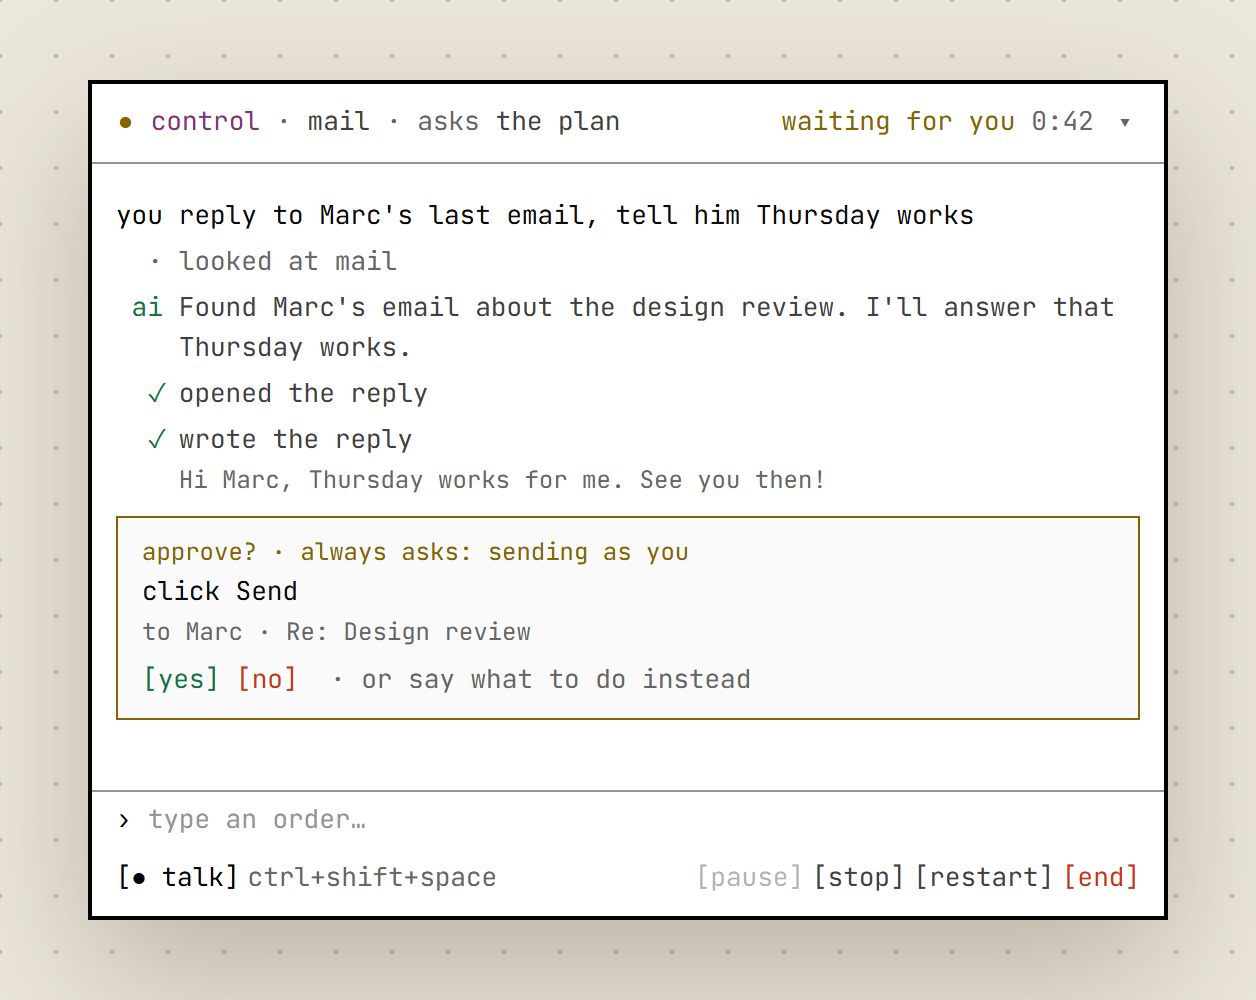 ● control · mail · asks the plan waiting for you 0:42 ▾
you reply to Marc's last email, tell him Thursday works
· looked at mail
ai Found Marc's email about the design review. I'll answer that
Thursday works.
✓ opened the reply
✓ wrote the reply
Hi Marc, Thursday works for me. See you then!
approve? · always asks: sending as you
click Send
to Marc · Re: Design review
[yes] [no] · or say what to do instead
› type an order…
[● talk] ctrl+shift+space [pause] [stop] [restart] [end]